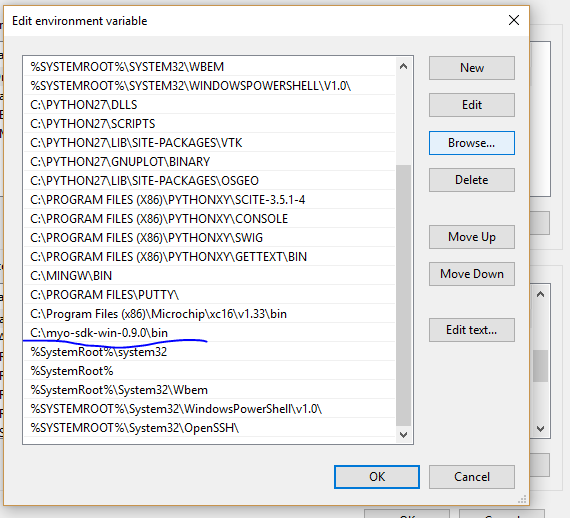 Edit environment variable
%SYSTEMROOT%\SYSTEM32\WBEM
%SYSTEMROOT%\SYSTEM32\WINDOWSPOWERSHELL\V1.0\
C:\PYTHON27\DLLS
C:\PYTHON27\SCRIPTS
C:\PYTHON27\LIB\SITE-PACKAGES\VTK
C:\PYTHON27\GNUPLOT\BINARY
C:\PYTHON27\LIB\SITE-PACKAGES\OSGEO
C:\PROGRAM FILES (X86)\PYTHONXY\SCITE-3.5.1-4
C:\PROGRAM FILES (X86)\PYTHONXY\CONSOLE
C:\PROGRAM FILES (X86)\PYTHONXY\SWIG
C:\PROGRAM FILES (X86)\PYTHONXY\GETTEXT\BIN
C:\MINGW\BIN
C:\PROGRAM FILES\PUTTY\
C:\Program Files (x86)\Microchip\xc16\v1.33\bin
C:\myo-sdk-win-0.9.0\bin
%SystemRoot%\system32
%SystemRoot%
%SystemRoot%\System32\Wbem
%SYSTEMROOT%\System32\WindowsPowerShell\v1.0\
%SYSTEMROOT%\System32\OpenSSH\
New
Edit
Browse...
Delete
Move Up
Move Down
Edit text...
OK
Cancel